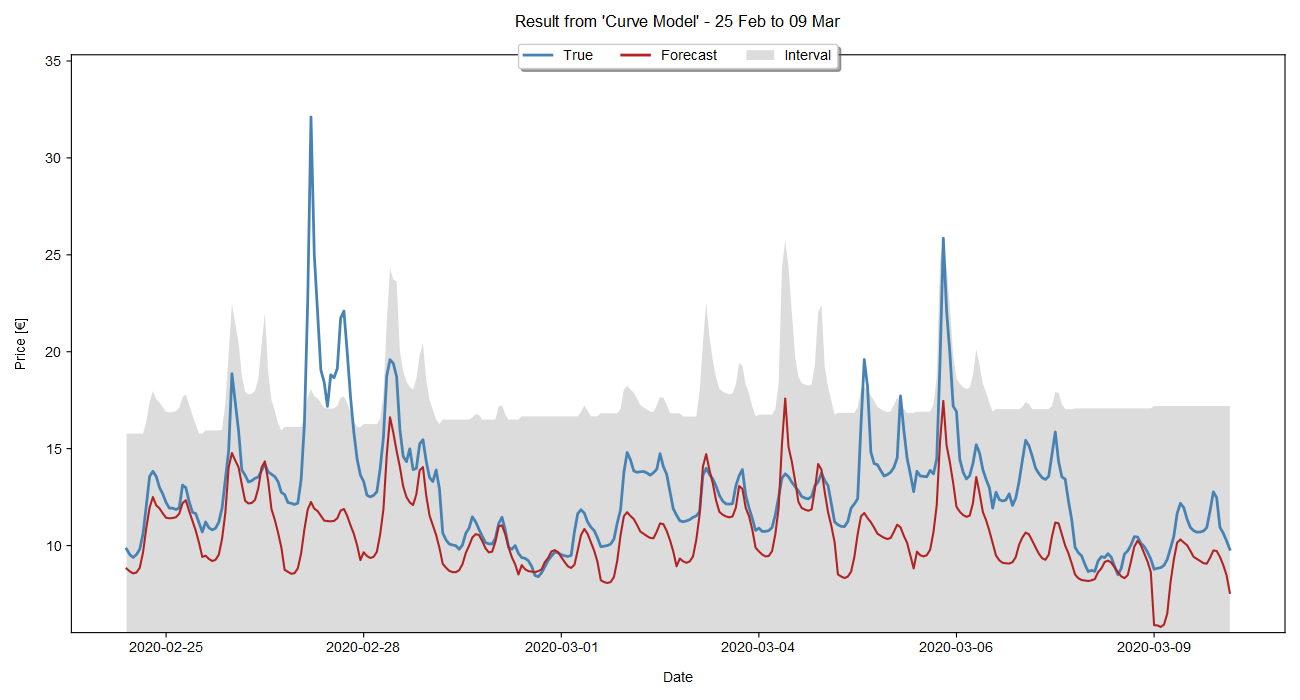 Result from 'Curve Model' - 25 Feb to 09 Mar
True Forecast Interval
35
30
25
20
15
10
Price [€]
2020-02-25 2020-02-28 2020-03-01 2020-03-04 2020-03-06 2020-03-09
Date